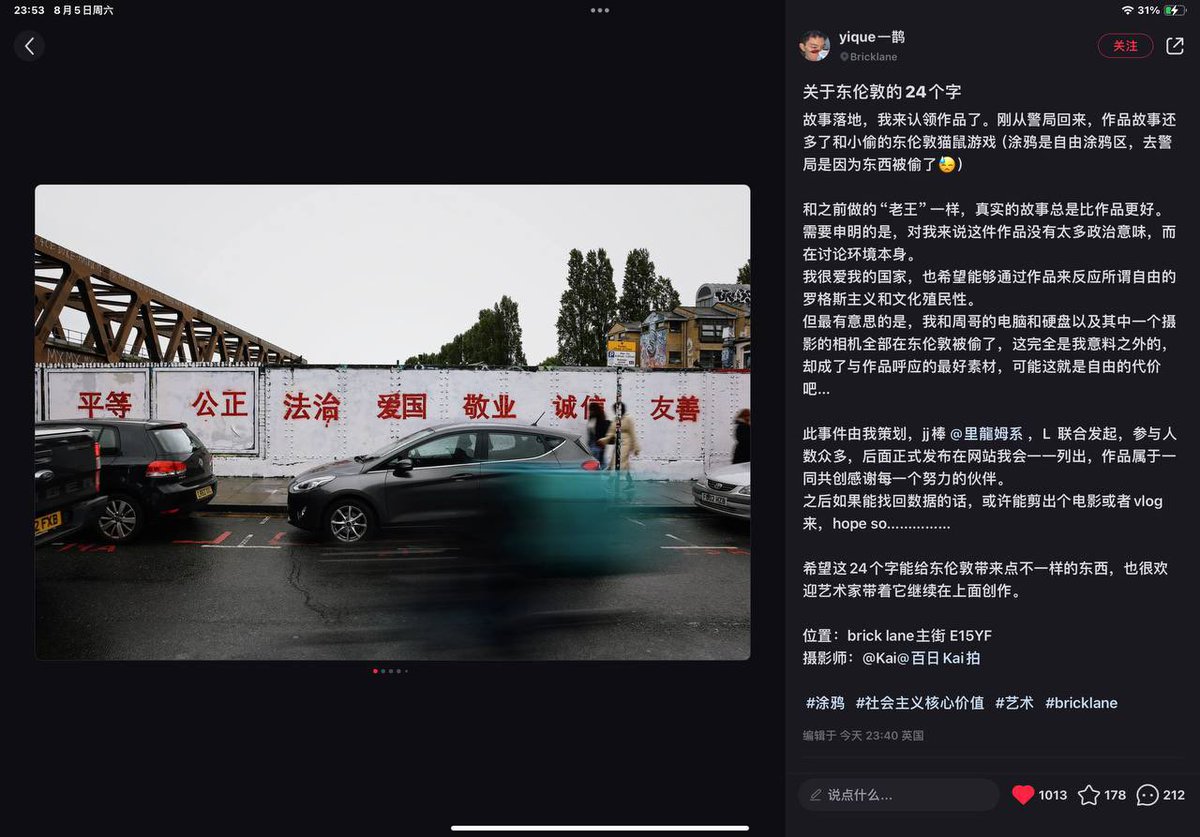 23:53 8月5日周六
31%
yique一鹊
Bricklane
关注
关于东伦敦的24个字
故事落地，我来认领作品了。刚从警局回来，作品故事还
多了和小偷的东伦敦猫鼠游戏（涂鸦是自由涂鸦区，去警
局是因为东西被偷了😓）
和之前做的“老王”一样，真实的故事总是比作品更好。
需要申明的是，对我来说这件作品没有太多政治意味，而
在讨论环境本身。
我很爱我的国家，也希望能够通过作品来反应所谓自由的
罗格斯主义和文化殖民性。
但最有意思的是，我和周哥的电脑和硬盘以及其中一个摄
影的相机全部在东伦敦被偷了，这完全是我意料之外的，
却成了与作品呼应的最好素材，可能这就是自由的代价
吧...
此事件由我策划，jj棒 @里龍姆系 ，L 联合发起，参与人
数众多，后面正式发布在网站我会一一列出，作品属于一
同共创感谢每一个努力的伙伴。
之后如果能找回数据的话，或许能剪出个电影或者vlog
来，hope so...............
希望这24个字能给东伦敦带来点不一样的东西，也很欢
迎艺术家带着它继续在上面创作。
位置：brick lane主街 E15YF
摄影师：@Kai@百日Kai拍
#涂鸦 #社会主义核心价值 #艺术 #bricklane
编辑于 今天 23:40 英国
说点什么...
1013 178 212
平等 公正 法治 爱国 敬业 诚信 友善